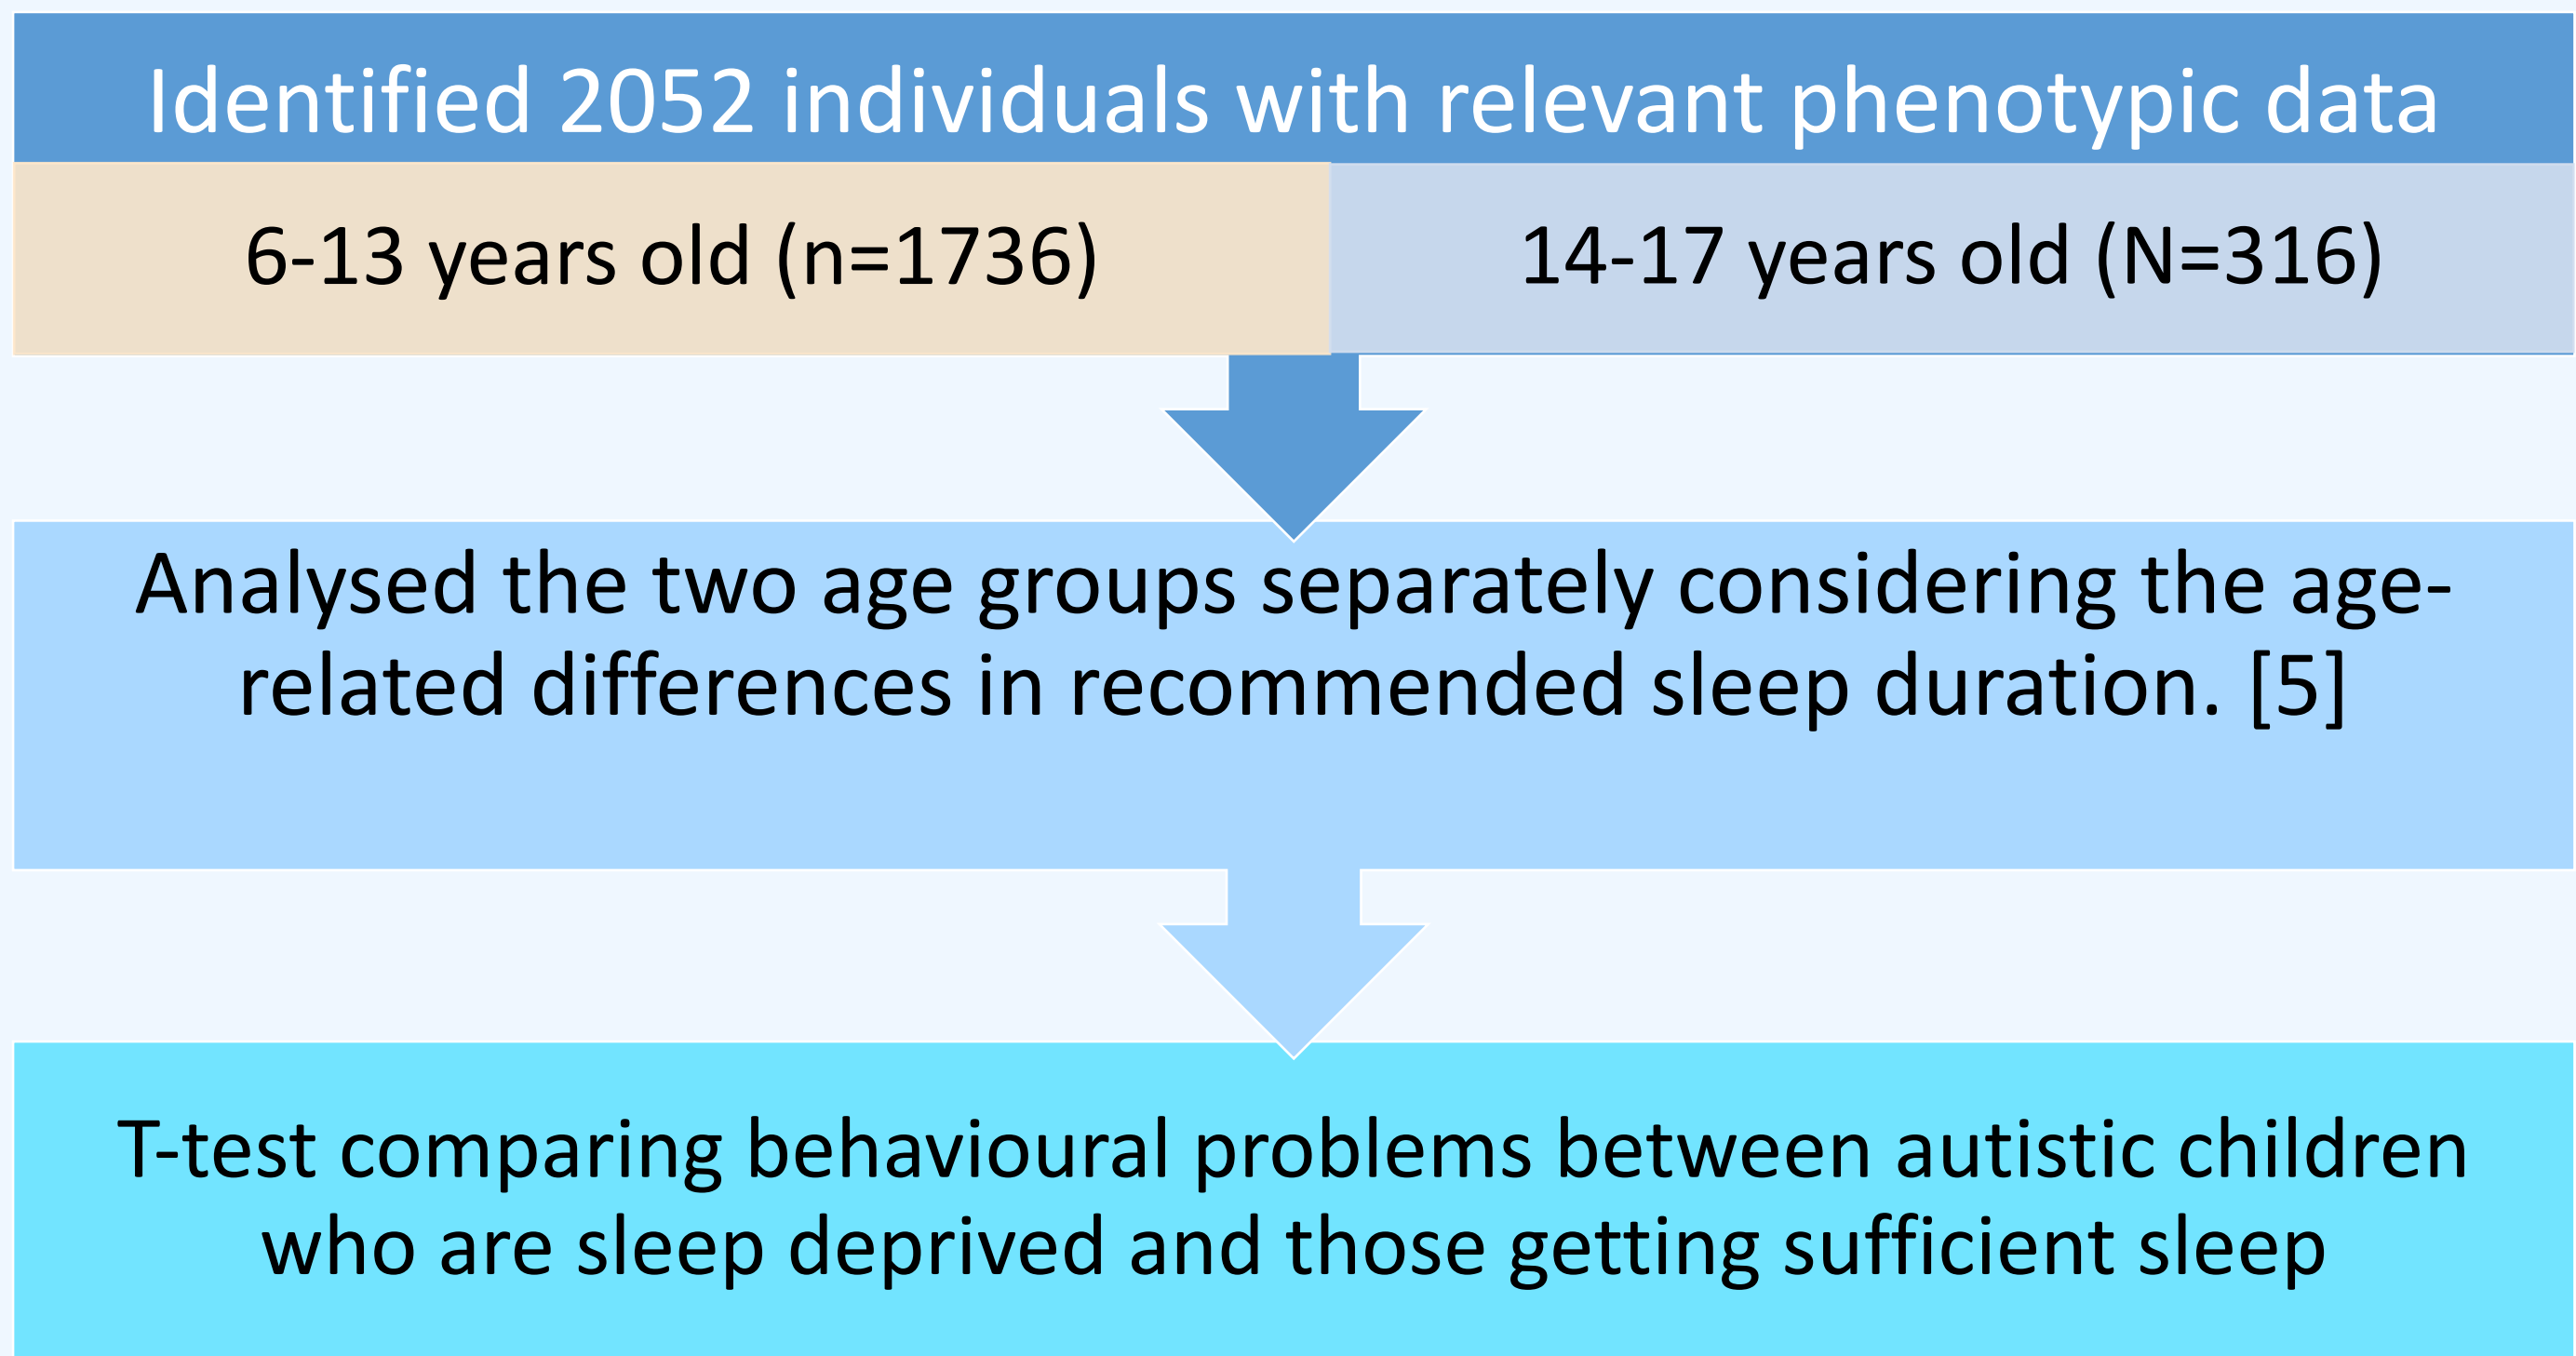 Identified 2052 individuals with relevant phenotypic data
6-13 years old (n=1736)
14-17 years old (N=316)
Analysed the two age groups separately considering the age-
related differences in recommended sleep duration. [5]
T-test comparing behavioural problems between autistic children
who are sleep deprived and those getting sufficient sleep